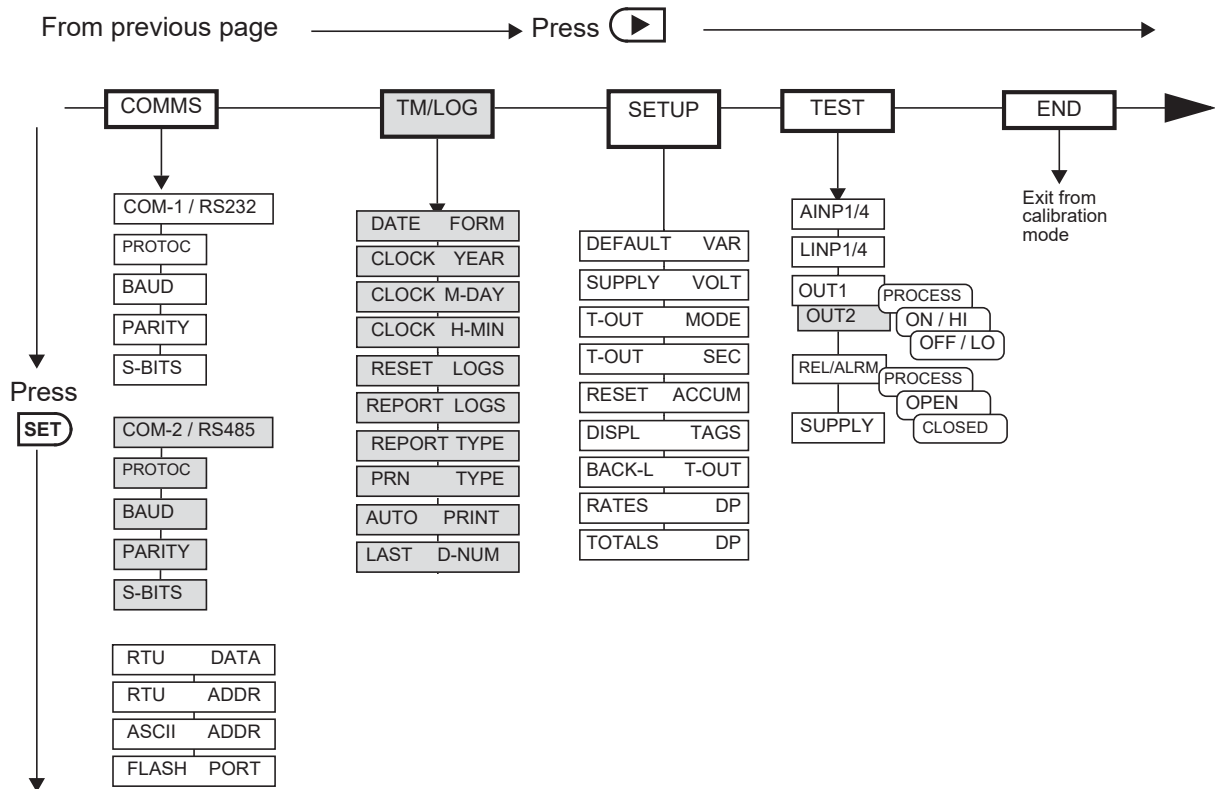 From previous page
Press
COMMS
TM/LOG
SETUP
TEST
END
COM-1 / RS232
PROTOC
BAUD
PARITY
S-BITS
Press
SET
COM-2 / RS485
PROTOC
BAUD
PARITY
S-BITS
RTU DATA
RTU ADDR
ASCII ADDR
FLASH PORT
DATE FORM
CLOCK YEAR
CLOCK M-DAY
CLOCK H-MIN
RESET LOGS
REPORT LOGS
REPORT TYPE
PRN TYPE
AUTO PRINT
LAST D-NUM
DEFAULT VAR
SUPPLY VOLT
T-OUT MODE
T-OUT SEC
RESET ACCUM
DISPL TAGS
BACK-L T-OUT
RATES DP
TOTALS DP
AINP1/4
LINP1/4
OUT1
OUT2
PROCESS
ON / HI
OFF / LO
REL/ALRM
PROCESS
OPEN
CLOSED
SUPPLY
Exit from
calibration
mode